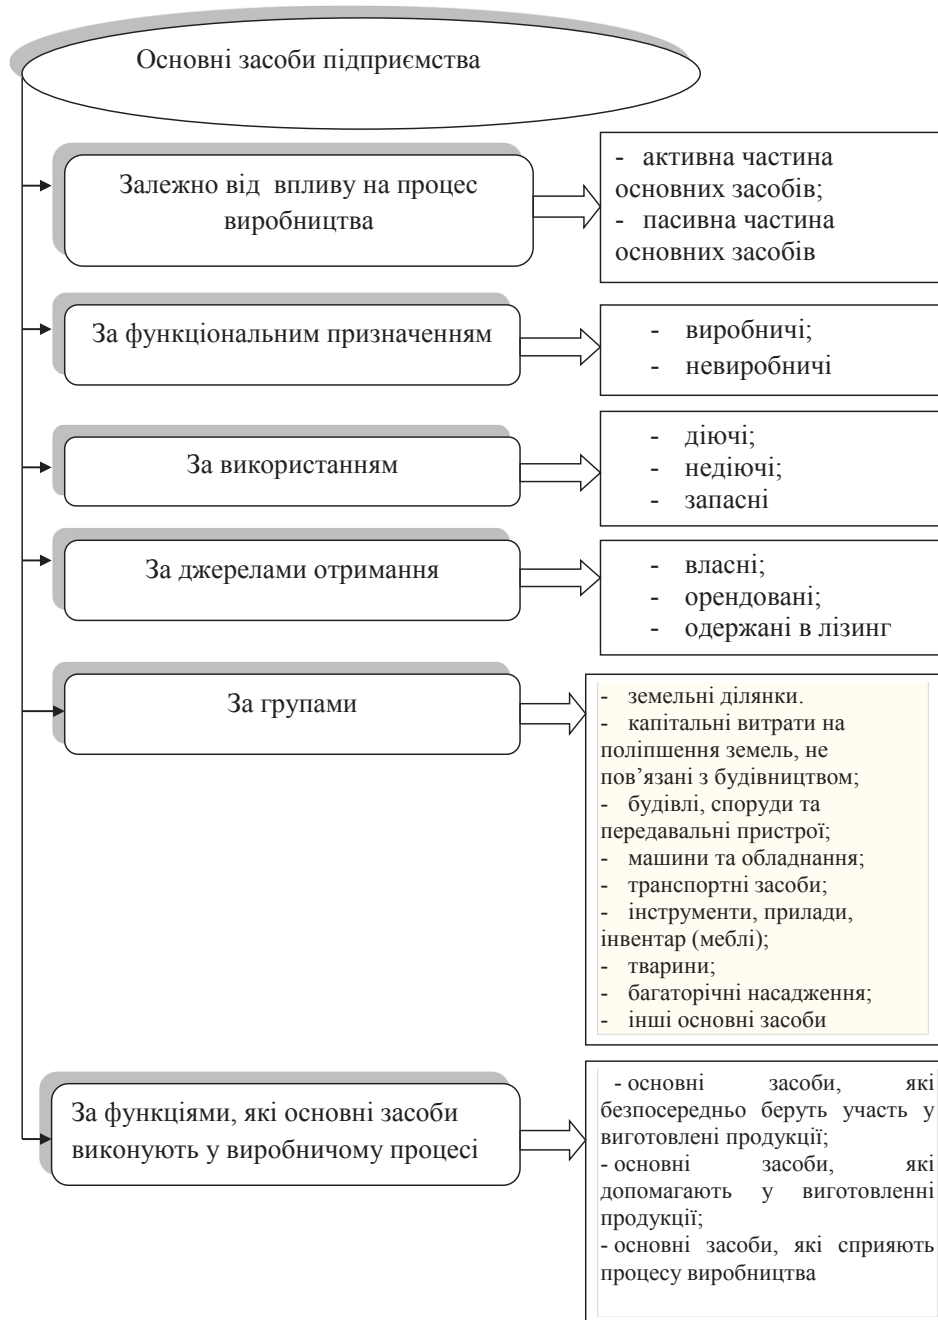 Основні засоби підприємства
Залежно від впливу на процес
виробництва
- активна частина
основних засобів;
- пасивна частина
основних засобів
За функціональним призначенням
- виробничі;
- невиробничі
За використанням
- діючі;
- недіючі;
- запасні
За джерелами отримання
- власні;
- орендовані;
- одержані в лізинг
За групами
- земельні ділянки.
- капітальні витрати на
поліпшення земель, не
пов’язані з будівництвом;
- будівлі, споруди та
передавальні пристрої;
- машини та обладнання;
- транспортні засоби;
- інструменти, прилади,
інвентар (меблі);
- тварини;
- багаторічні насадження;
- інші основні засоби
За функціями, які основні засоби
виконують у виробничому процесі
- основні засоби, які
безпосередньо беруть участь у
виготовлені продукції;
- основні засоби, які
допомагають у виготовленні
продукції;
- основні засоби, які сприяють
процесу виробництва